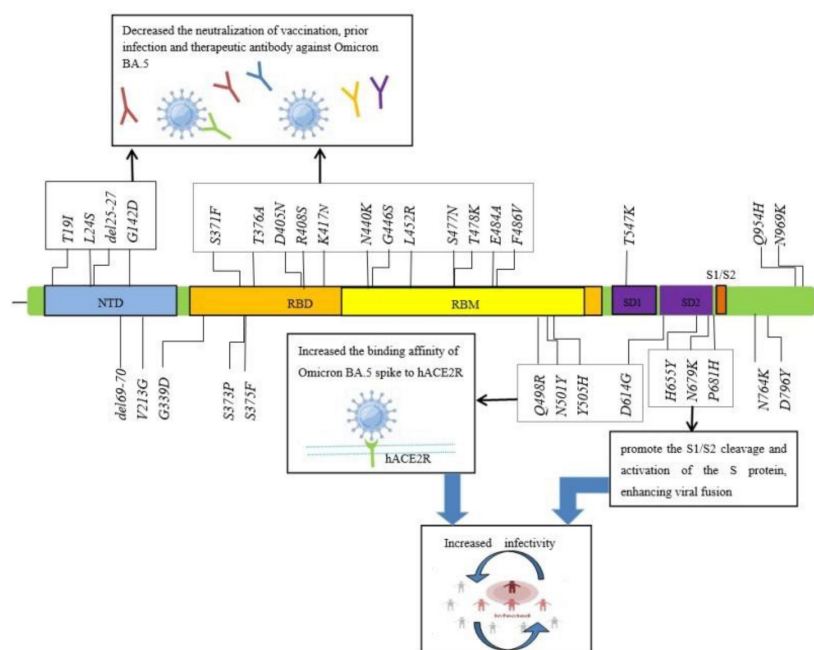 Decreased the neutralization of vaccination, prior
infection and therapeutic antibody against Omicron
BA.5
T19I
L24S
del25-27
G142D
S371F
T376A
D405N
R408S
K417N
N440K
G446S
L452R
S477N
T478K
E484A
F486V
T547K
Q954H
N969K
S1/S2
NTD
RBD
RBM
SD1
SD2
del69-70
V213G
G339D
S373P
S375F
Q498R
N501Y
Y505H
D614G
H655Y
N679K
P681H
N764K
D796Y
Increased the binding affinity of
Omicron BA.5 spike to hACE2R
hACE2R
promote the S1/S2 cleavage and
activation of the S protein,
enhancing viral fusion
Increased infectivity